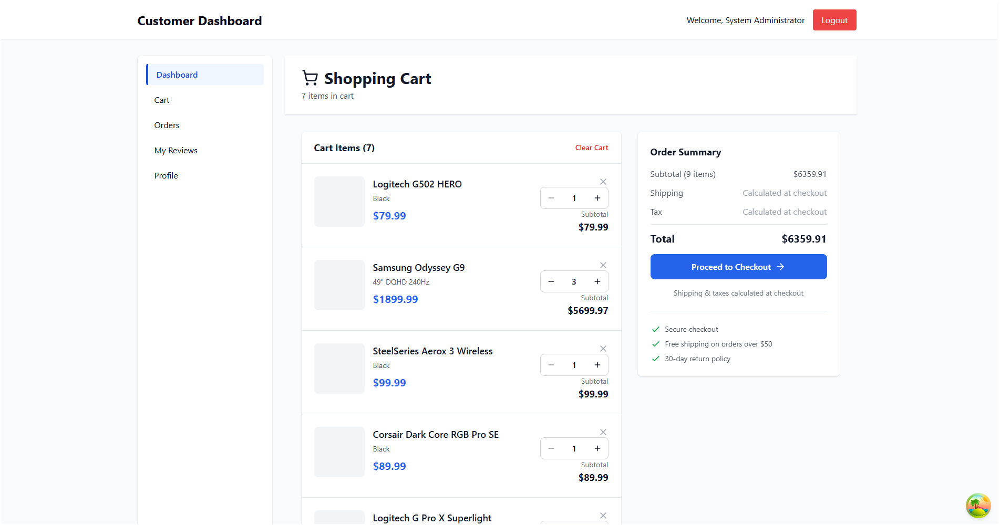 Customer Dashboard
Welcome, System Administrator
Logout
Dashboard
Cart
Orders
My Reviews
Profile
Shopping Cart
7 items in cart
Cart Items (7)
Clear Cart
Logitech G502 HERO
Black
$79.99
1
Subtotal
$79.99
Samsung Odyssey G9
49" DQHD 240Hz
$1899.99
3
Subtotal
$5699.97
SteelSeries Aerox 3 Wireless
Black
$99.99
1
Subtotal
$99.99
Corsair Dark Core RGB Pro SE
Black
$89.99
1
Subtotal
$89.99
Logitech G Pro X Superlight
Order Summary
Subtotal (9 items) $6359.91
Shipping Calculated at checkout
Tax Calculated at checkout
Total $6359.91
Proceed to Checkout
Shipping & taxes calculated at checkout
Secure checkout
Free shipping on orders over $50
30-day return policy